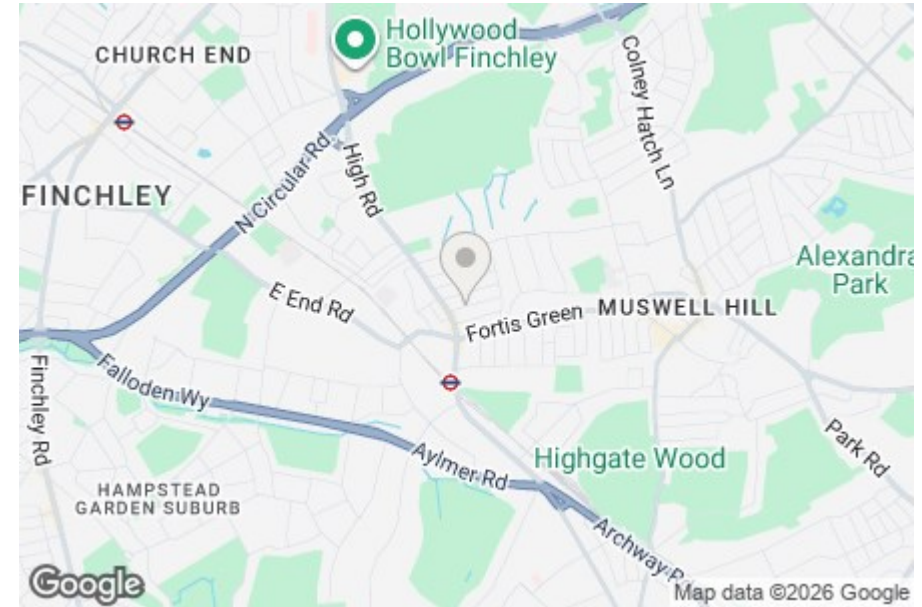 Hollywood
Bowl Finchley
CHURCH END
Colney Hatch Ln
N Circular Rd
High Rd
FINCHLEY
Alexandra
Park
E End Rd
Fortis Green
MUSWELL HILL
Finchley Rd
Falloden Wy
Aylmer Rd
Park Rd
Highgate Wood
HAMPSTEAD
GARDEN SUBURB
Archway Rd
Google
Map data ©2026 Google